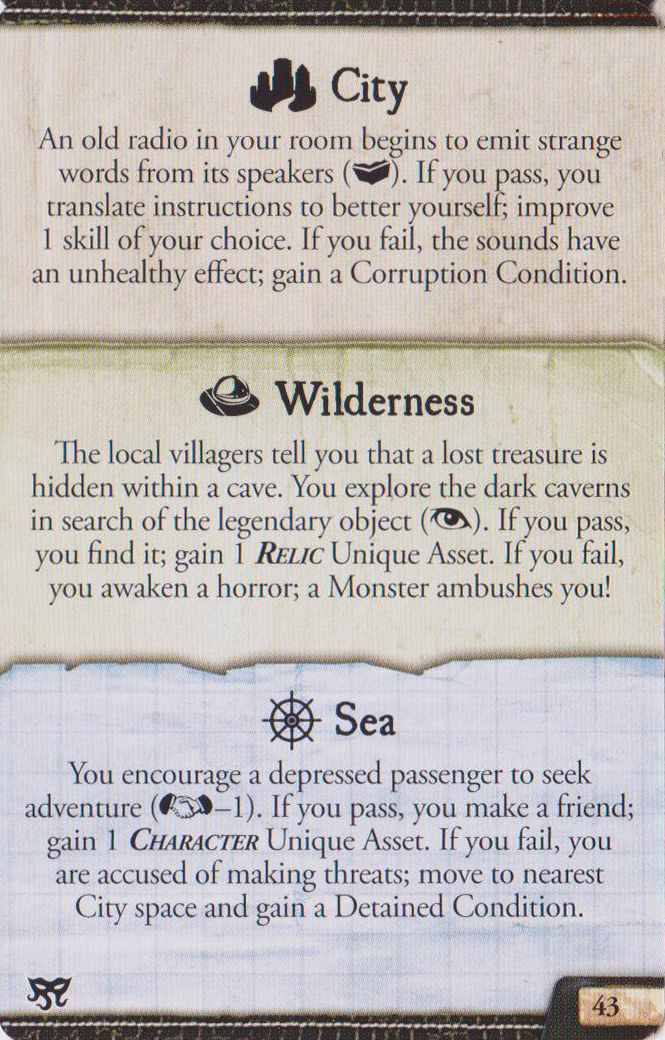 City
An old radio in your room begins to emit strange
words from its speakers ( ). If you pass, you
translate instructions to better yourself; improve
1 skill of your choice. If you fail, the sounds have
an unhealthy effect; gain a Corruption Condition.
Wilderness
The local villagers tell you that a lost treasure is
hidden within a cave. You explore the dark caverns
in search of the legendary object ( ). If you pass,
you find it; gain 1 RELIC Unique Asset. If you fail,
you awaken a horror; a Monster ambushes you!
Sea
You encourage a depressed passenger to seek
adventure ( –1). If you pass, you make a friend;
gain 1 CHARACTER Unique Asset. If you fail, you
are accused of making threats; move to nearest
City space and gain a Detained Condition.
43